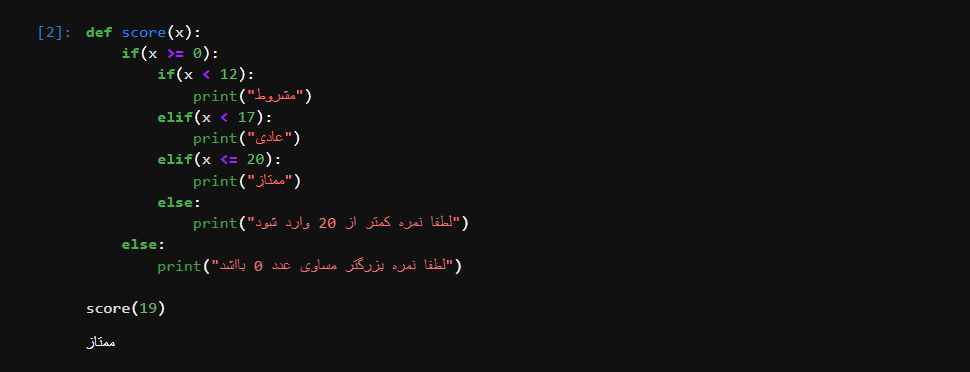 [2]: def score(x):
    if(x >= 0):
        if(x < 12):
            print("مشروط")
        elif(x < 17):
            print("عادی")
        elif(x <= 20):
            print("ممتاز")
        else:
            print("لطفا نمره کمتر از 20 وارد شود")
    else:
        print("لطفا نمره بزرگتر مساوی عدد 0 بااشد")
score(19)
ممتاز